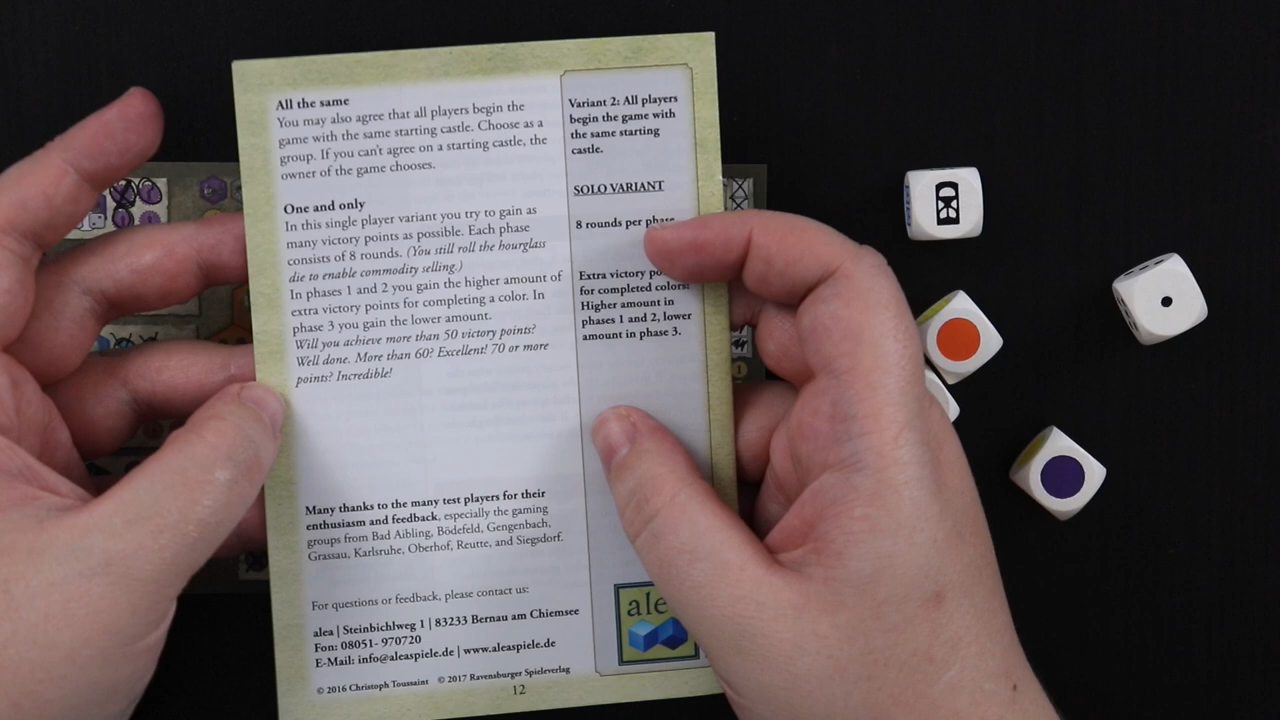 All the same
You may also agree that all players begin the
game with the same starting castle. Choose as a
group. If you can't agree on a starting castle, the
owner of the game chooses.
One and only
In this single player variant you try to gain as
many victory points as possible. Each phase
consists of 8 rounds. (You still roll the hourglass
die to enable commodity selling.)
In phases 1 and 2 you gain the higher amount of
extra victory points for completing a color. In
phase 3 you gain the lower amount.
Will you achieve more than 50 victory points?
Well done. More than 60? Excellent! 70 or more
points? Incredible!
Many thanks to the many test players for their
enthusiasm and feedback, especially the gaming
groups from Bad Aibling, Bödefeld, Gengenbach,
Grassau, Karlsruhe, Oberhof, Reutte, and Siegsdorf.
For questions or feedback, please contact us:
alea | Steinbichlweg 1 | 83233 Bernau am Chiemsee
Fon: 08051- 970720
E-Mail: info@aleaspiele.de | www.aleaspiele.de
© 2016 Christoph Toussaint © 2017 Ravensburger Spieleverlag
12
Variant 2: All players
begin the game with
the same starting
castle.
SOLO VARIANT
8 rounds per phase
Extra victory
for completed colors:
Higher amount in
phases 1 and 2, lower
amount in phase 3.
ale